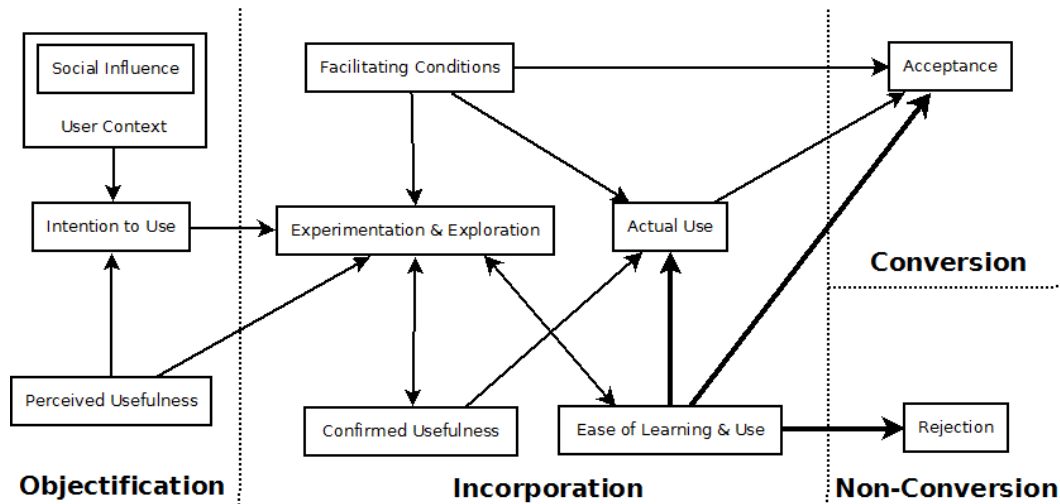 Social Influence
User Context
Facilitating Conditions
Acceptance
Intention to Use
Experimentation & Exploration
Actual Use
Conversion
Perceived Usefulness
Confirmed Usefulness
Ease of Learning & Use
Rejection
Objectification
Incorporation
Non-Conversion